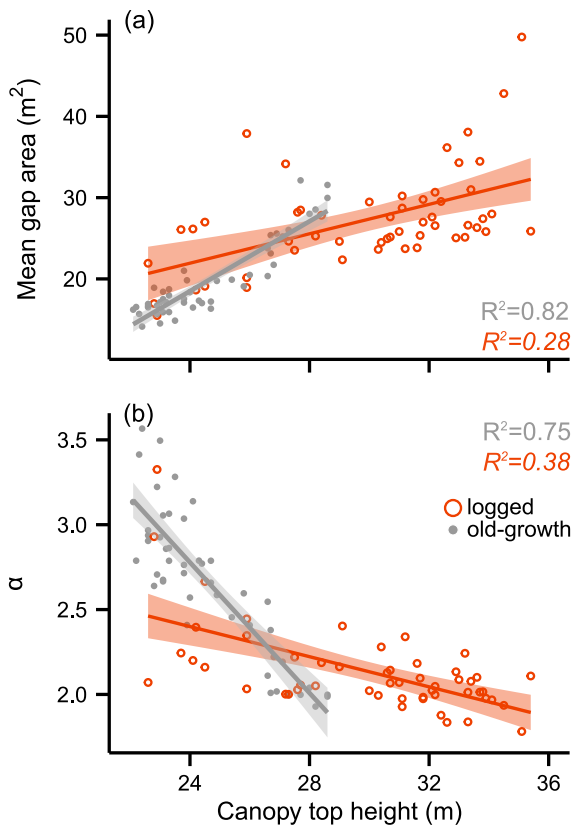 (a)
50
40
30
20
Mean gap area (m²)
R²=0.82
R²=0.28
(b)
3.5
3.0
2.5
2.0
α
R²=0.75
R²=0.38
logged
old-growth
24 28 32 36
Canopy top height (m)